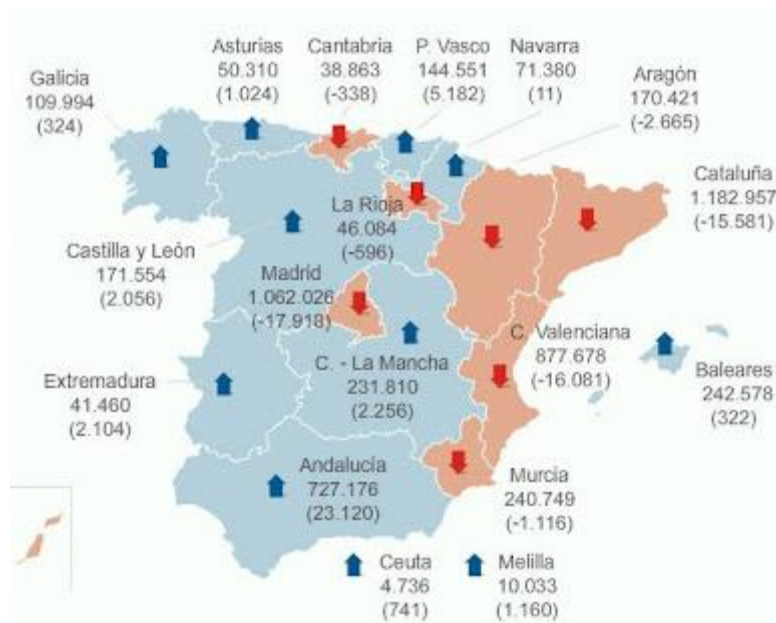 Asturias
50.310
(1.024)
Cantabria
38.863
(-338)
P. Vasco
144.551
(5.182)
Navarra
71.380
(11)
Galicia
109.994
(324)
Aragón
170.421
(-2.665)
Cataluña
1.182.957
(-15.581)
La Rioja
46.084
(-596)
Castilla y León
171.554
(2.056)
Madrid
1.062.026
(-17.918)
C. Valenciana
877.678
(-16.081)
C. - La Mancha
231.810
(2.256)
Baleares
242.578
(322)
Extremadura
41.460
(2.104)
Andalucía
727.176
(23.120)
Murcia
240.749
(-1.116)
Ceuta
4.736
(741)
Melilla
10.033
(1.160)